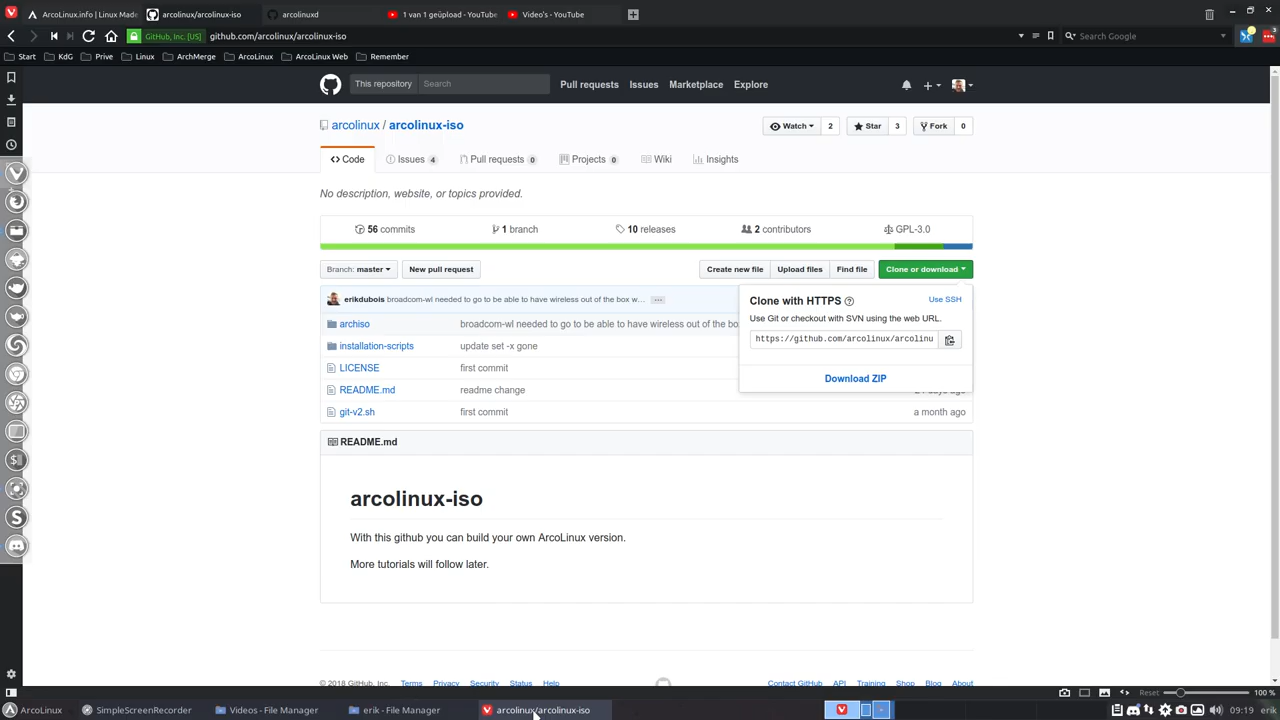 ArcoLinux.info | Linux Made
arcolinux/arcolinux-iso
arcolinuxd
1 van 1 geüpload - YouTube
Video's - YouTube
GitHub, Inc. [US]
github.com/arcolinux/arcolinux-iso
Search Google
Start
KdG
Prive
Linux
ArchMerge
ArcoLinux
ArcoLinux Web
Remember
This repository
Search
Pull requests
Issues
Marketplace
Explore
arcolinux / arcolinux-iso
Watch
2
Star
3
Fork
0
Code
Issues 4
Pull requests 0
Projects 0
Wiki
Insights
No description, website, or topics provided.
56 commits
1 branch
10 releases
2 contributors
GPL-3.0
Branch: master
New pull request
Create new file
Upload files
Find file
Clone or download
erikdubois broadcom-wl needed to go to be able to have wireless out of the box w…
Clone with HTTPS
Use SSH
Use Git or checkout with SVN using the web URL.
https://github.com/arcolinux/arcolinu
Download ZIP
archiso
broadcom-wl needed to go to be able to have wireless out of the bo
installation-scripts
update set -x gone
LICENSE
first commit
README.md
readme change
days ago
git-v2.sh
first commit
a month ago
README.md
arcolinux-iso
With this github you can build your own ArcoLinux version.
More tutorials will follow later.
© 2018 GitHub, Inc.
Terms
Privacy
Security
Status
Help
Contact GitHub
API
Training
Shop
Blog
About
Reset
100 %
ArcoLinux
SimpleScreenRecorder
Videos - File Manager
erik - File Manager
arcolinux/arcolinux-iso
09:19
erik